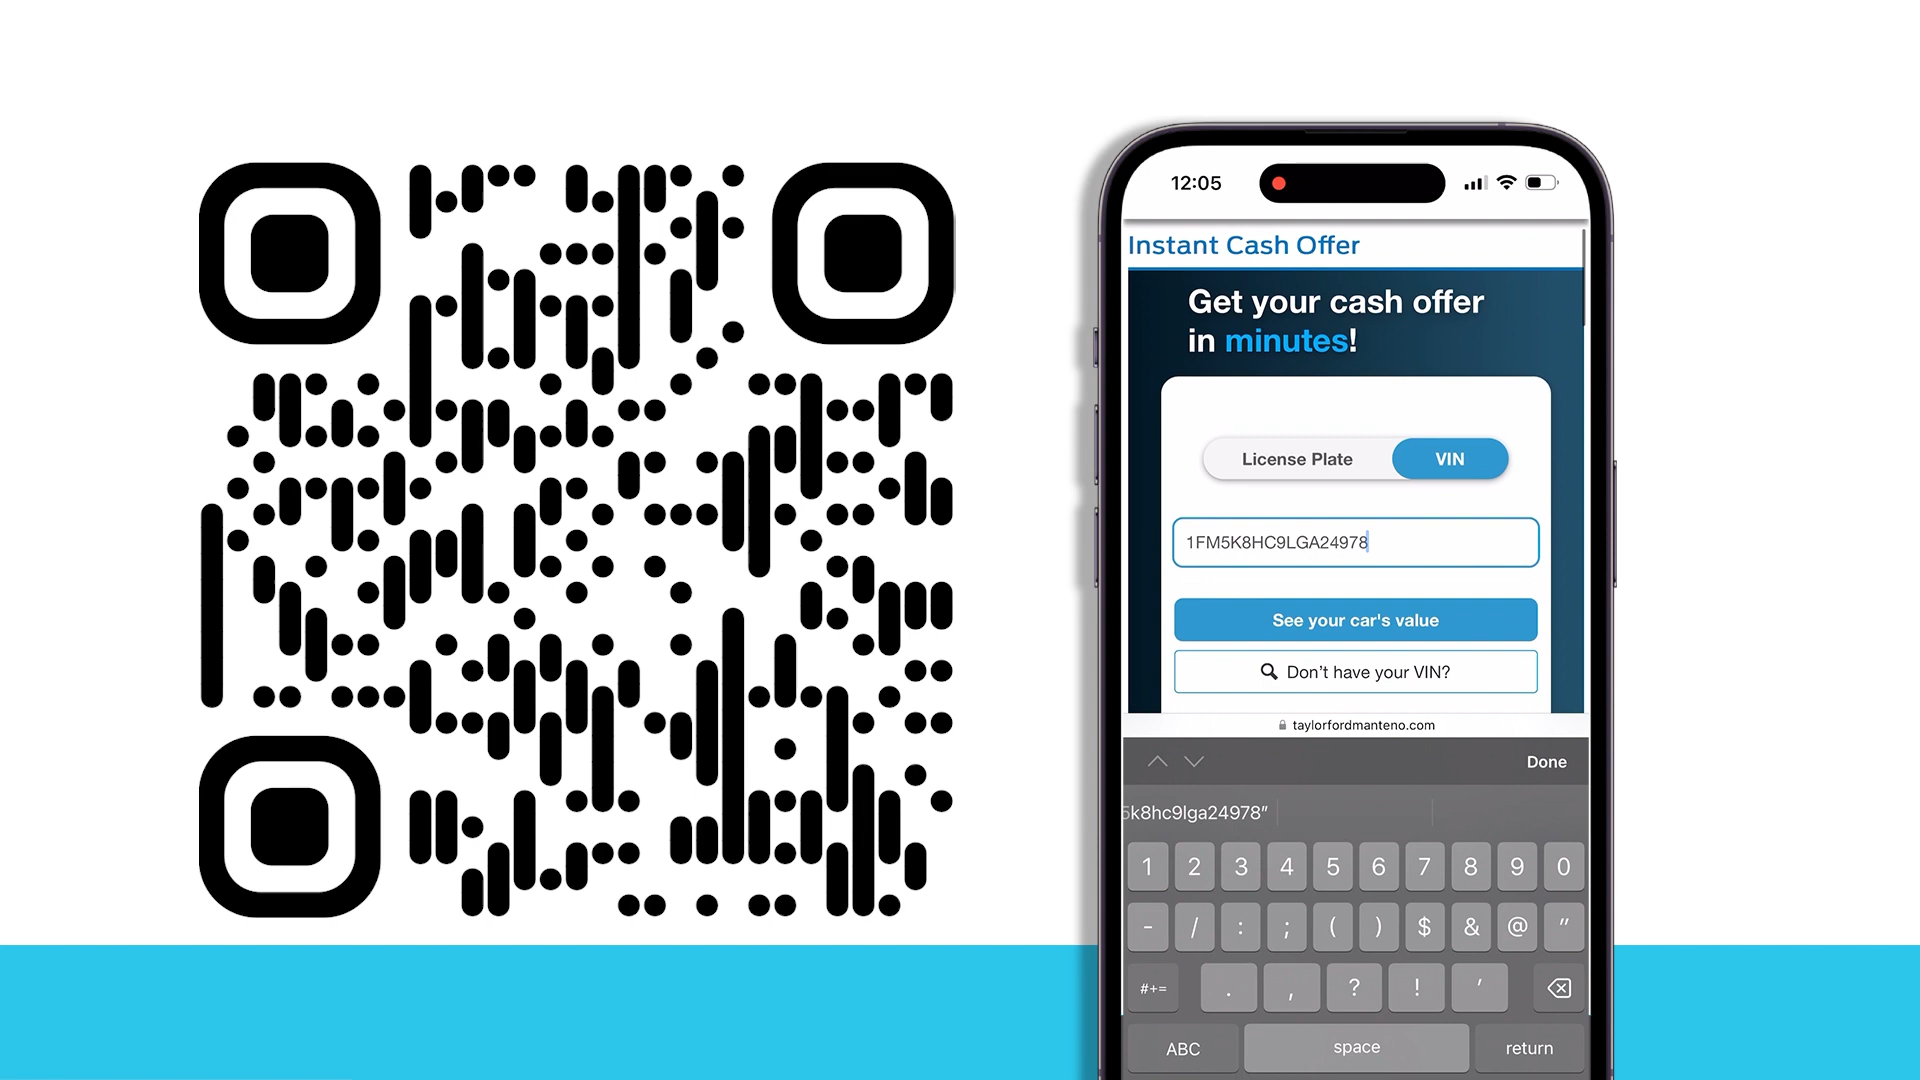 12:05
Instant Cash Offer
Get your cash offer
in minutes!
License Plate VIN
1FM5K8HC9LGA24978
See your car's value
Don't have your VIN?
taylorfordmanteno.com
Done
5k8hc9lga24978"
1 2 3 4 5 6 7 8 9 0
- / : ; ( ) $ & @ "
#+= . , ? ! '
ABC space return